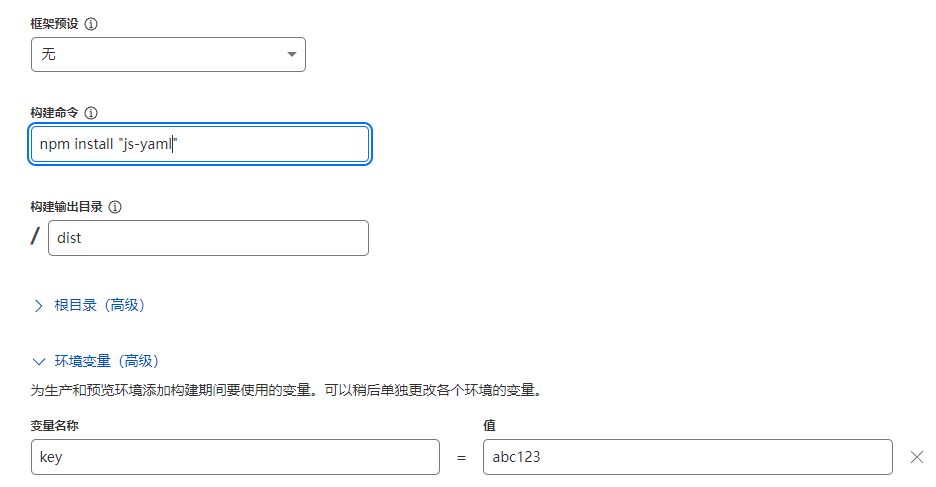 框架预设
无
构建命令
npm install "js-yaml"
构建输出目录
/ dist
根目录（高级）
环境变量（高级）
为生产和预览环境添加构建期间要使用的变量。可以稍后单独更改各个环境的变量。
变量名称 值
key = abc123